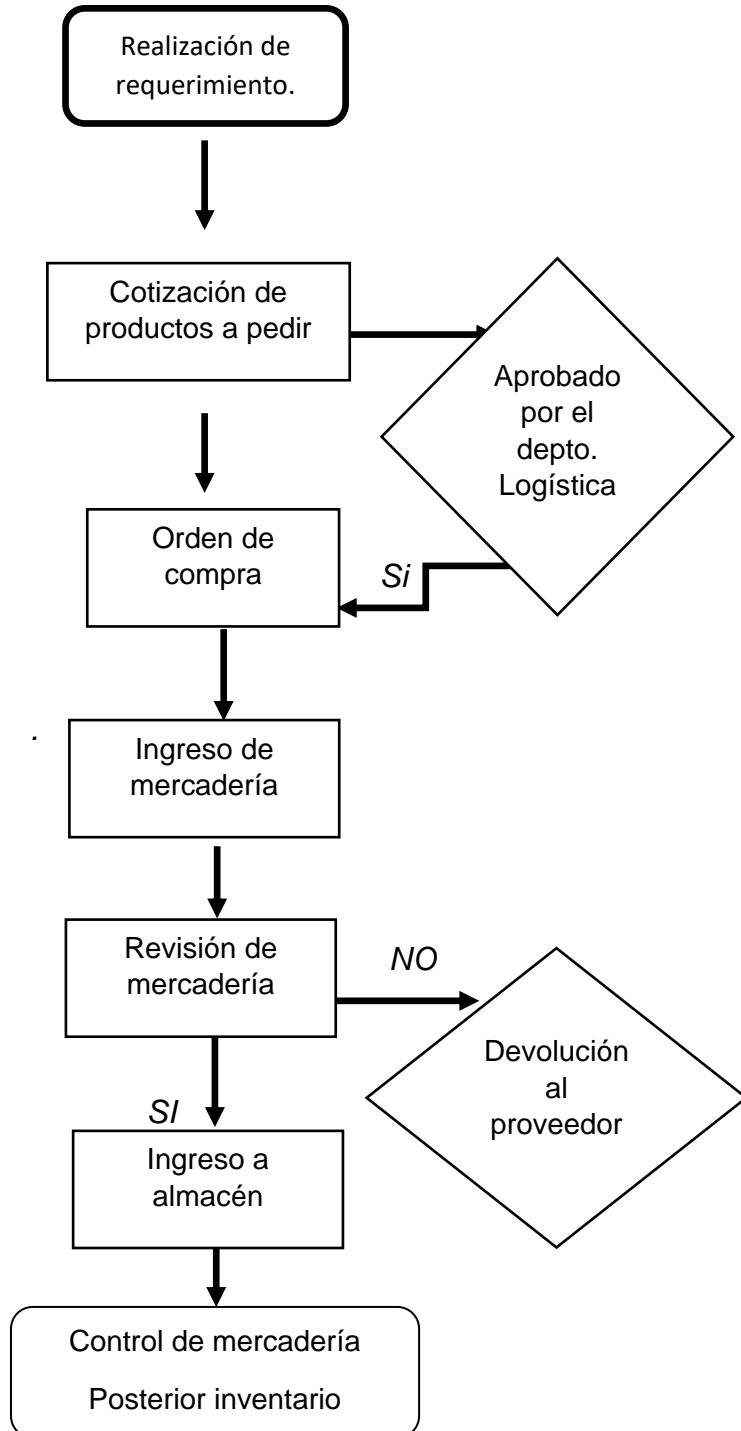 Realización de
requerimiento.
Cotización de
productos a pedir
Aprobado
por el
depto.
Logística
Orden de
compra
Si
.
Ingreso de
mercadería
Revisión de
mercadería
NO
Devolución
al
proveedor
SI
Ingreso a
almacén
Control de mercadería
Posterior inventario